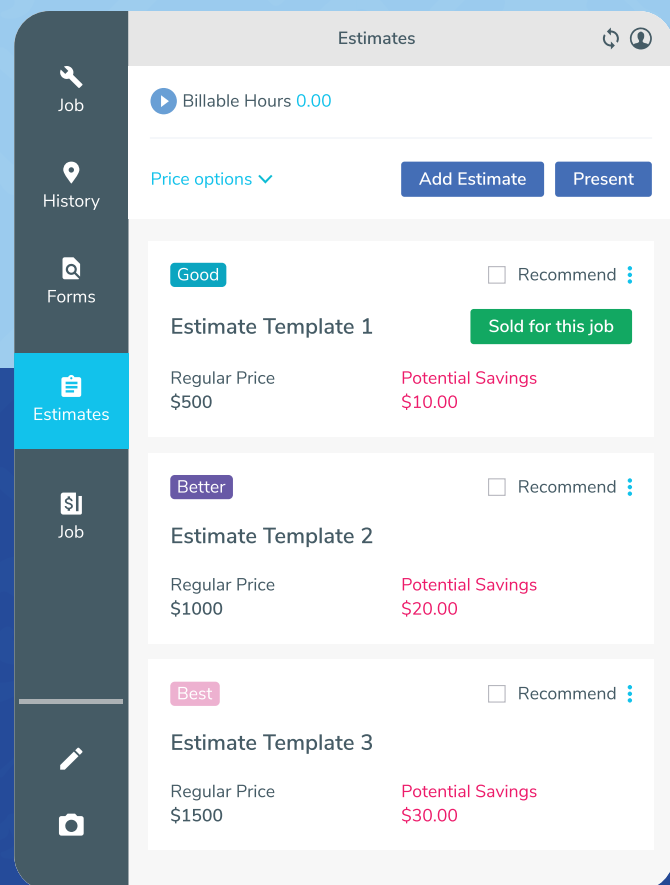 Estimates
Job
History
Forms
Estimates
Job
Billable Hours 0.00
Price options
Add Estimate
Present
Good
Recommend
Estimate Template 1
Sold for this job
Regular Price
Potential Savings
$500
$10.00
Better
Recommend
Estimate Template 2
Regular Price
Potential Savings
$1000
$20.00
Best
Recommend
Estimate Template 3
Regular Price
Potential Savings
$1500
$30.00